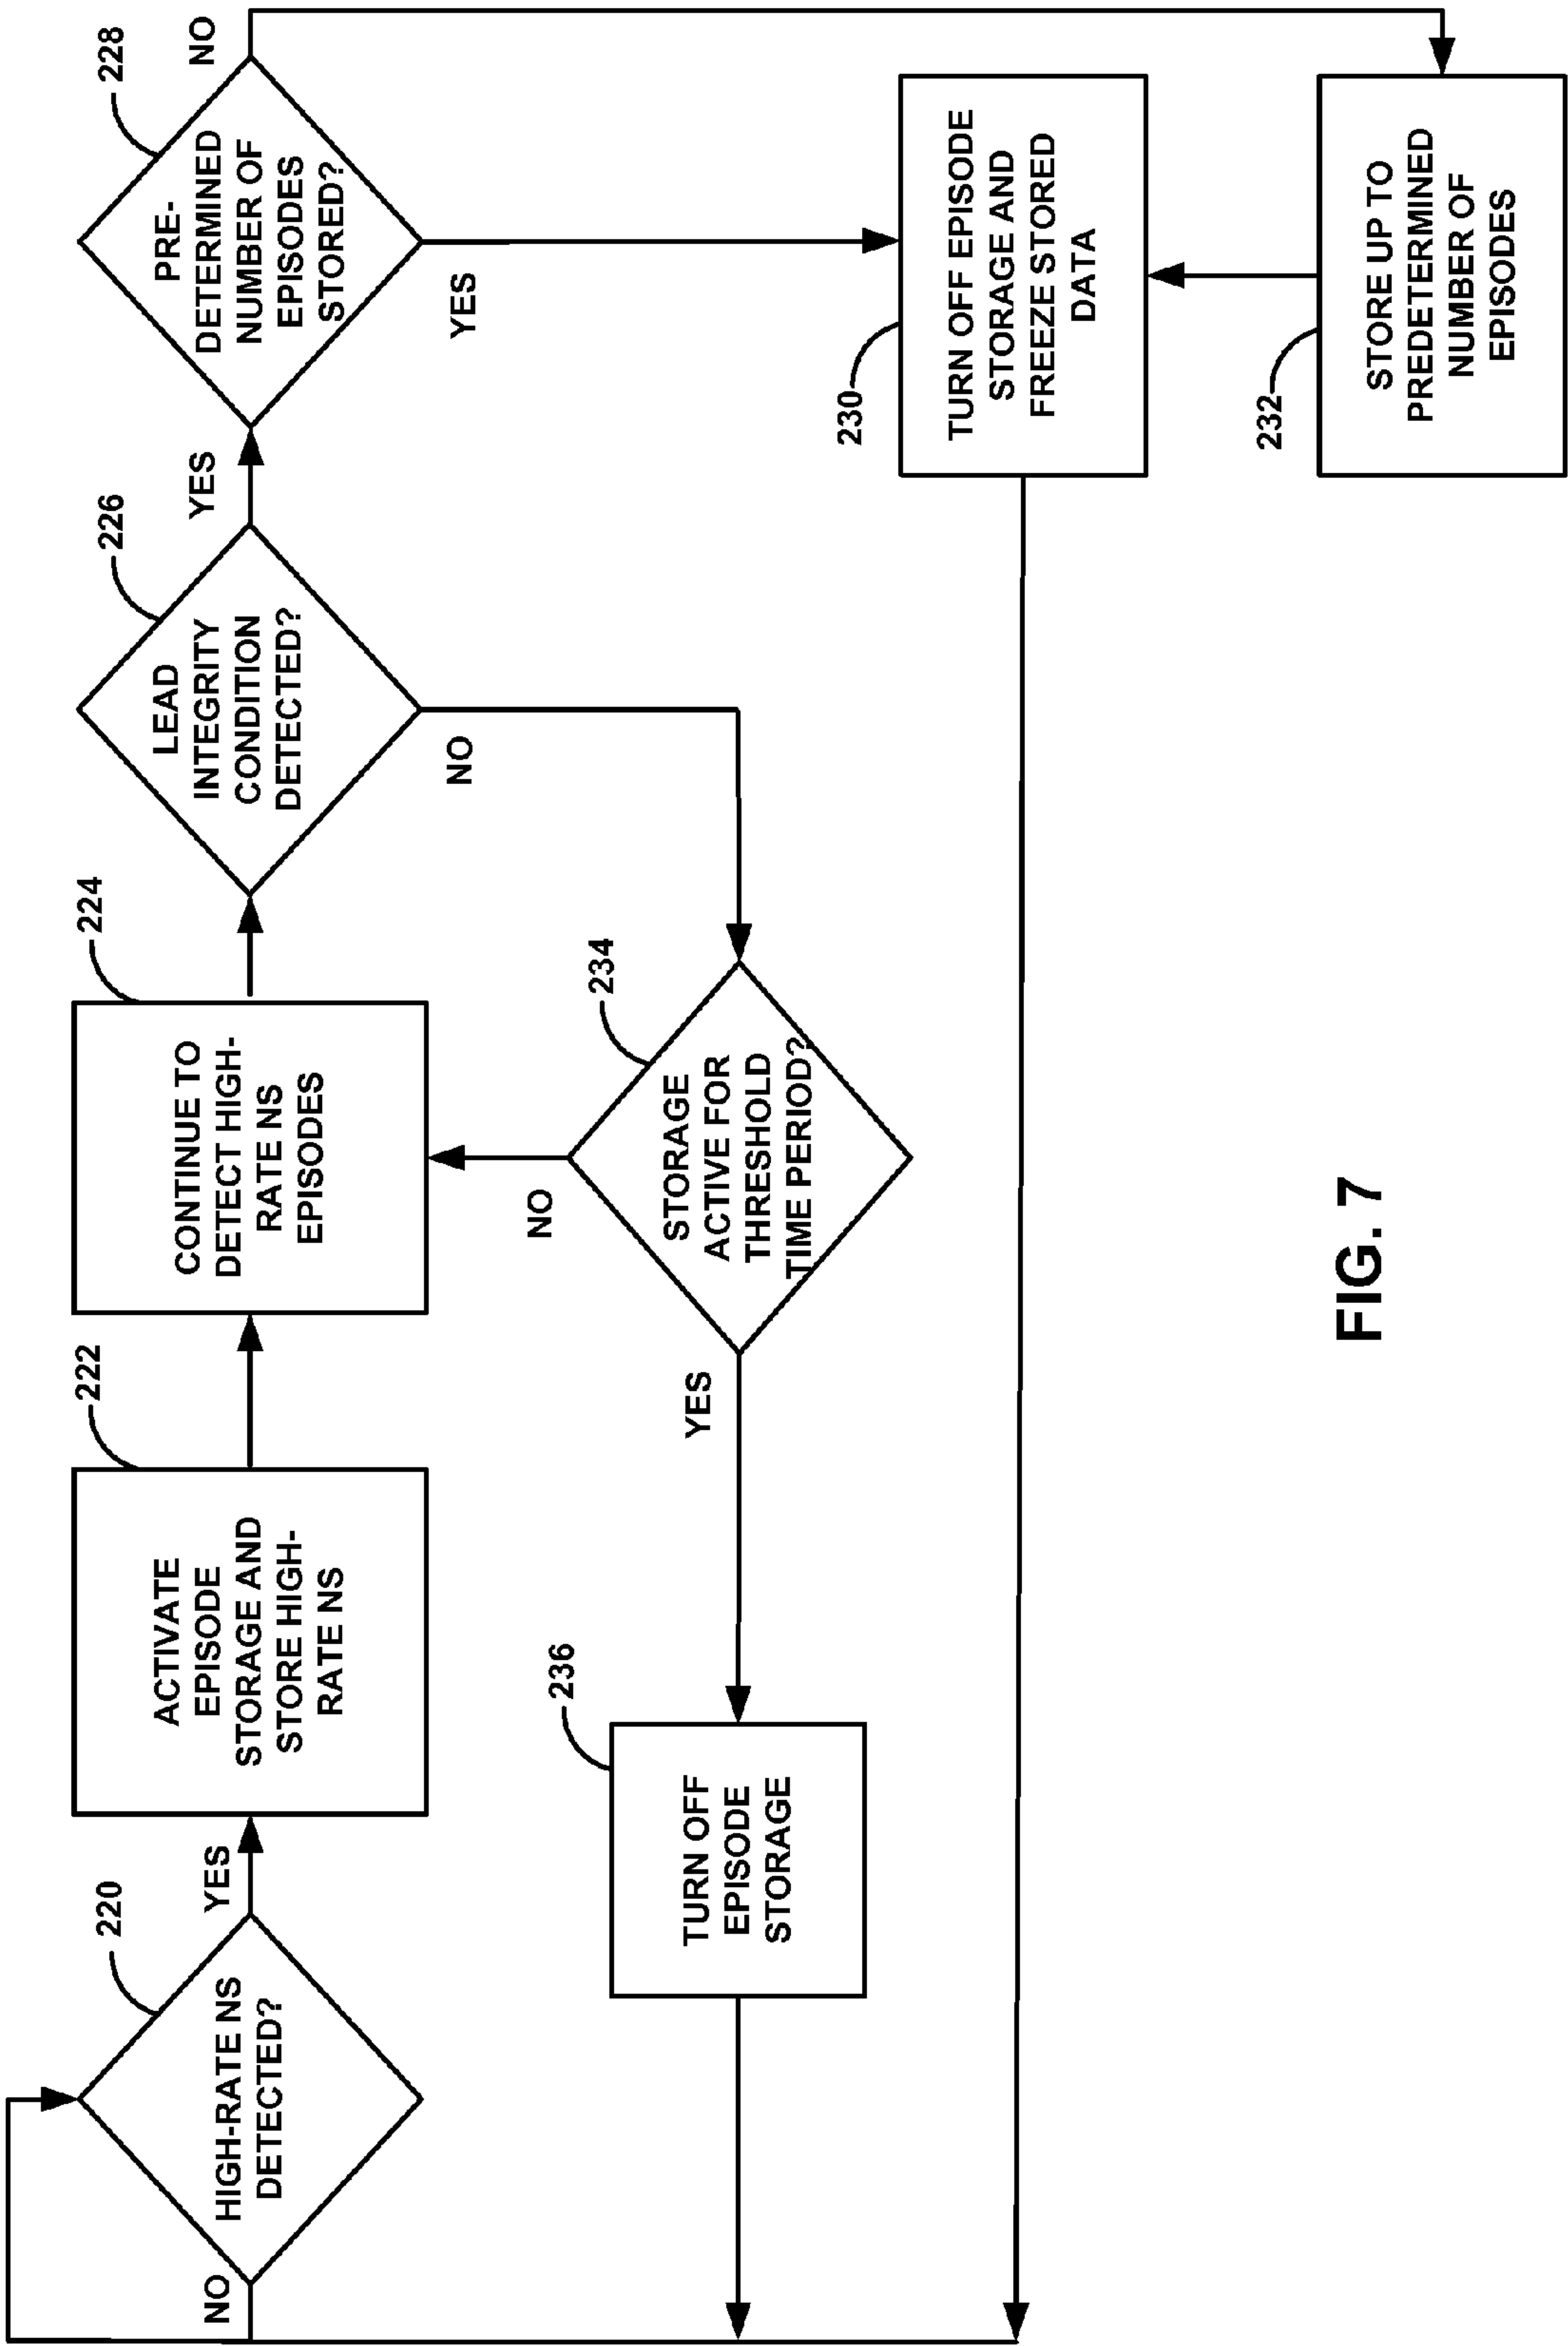 220
HIGH-RATE NS
DETECTED?
NO
YES
222
ACTIVATE
EPISODE
STORAGE AND
STORE HIGH-
RATE NS
224
CONTINUE TO
DETECT HIGH-
RATE NS
EPISODES
226
LEAD
INTEGRITY
CONDITION
DETECTED?
YES
NO
228
PRE-
DETERMINED
NUMBER OF
EPISODES
STORED?
NO
YES
236
TURN OFF
EPISODE
STORAGE
YES
234
STORAGE
ACTIVE FOR
THRESHOLD
TIME PERIOD?
NO
230
TURN OFF EPISODE
STORAGE AND
FREEZE STORED
DATA
232
STORE UP TO
PREDETERMINED
NUMBER OF
EPISODES
FIG. 7